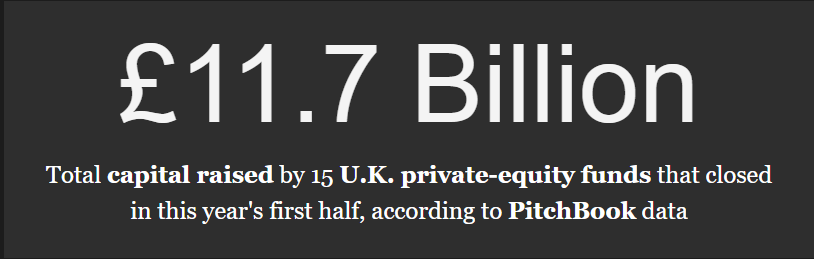 £11.7 Billion
Total capital raised by 15 U.K. private-equity funds that closed
in this year's first half, according to PitchBook data